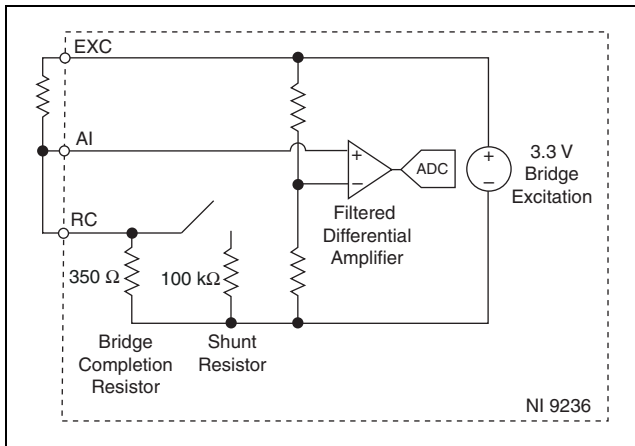 EXC
AI
+
−
ADC
+
−
3.3 V
Bridge
Excitation
Filtered
Differential
Amplifier
RC
350 Ω
100 kΩ
Bridge
Completion
Resistor
Shunt
Resistor
NI 9236